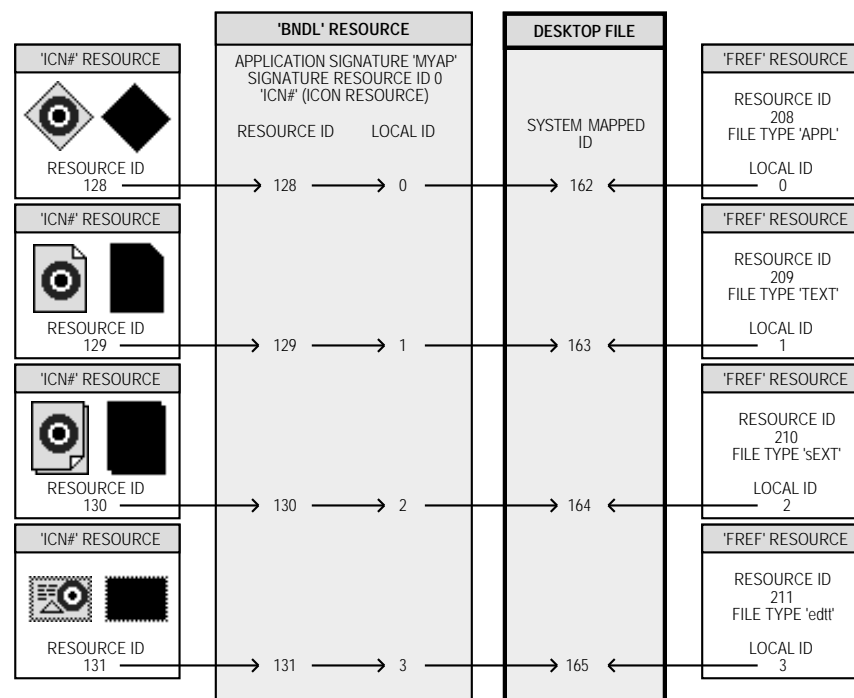 'BNDL' RESOURCE
DESKTOP FILE
'ICN#' RESOURCE
APPLICATION SIGNATURE 'MYAP'
SIGNATURE RESOURCE ID 0
'ICN#' (ICON RESOURCE)
'FREF' RESOURCE
RESOURCE ID
208
FILE TYPE 'APPL'
RESOURCE ID LOCAL ID
SYSTEM MAPPED
ID
RESOURCE ID
128
128 0
162
LOCAL ID
0
'ICN#' RESOURCE
'FREF' RESOURCE
RESOURCE ID
209
FILE TYPE 'TEXT'
RESOURCE ID
129
129 1
163
LOCAL ID
1
'ICN#' RESOURCE
'FREF' RESOURCE
RESOURCE ID
210
FILE TYPE 'sEXT'
RESOURCE ID
130
130 2
164
LOCAL ID
2
'ICN#' RESOURCE
'FREF' RESOURCE
RESOURCE ID
211
FILE TYPE 'edtt'
RESOURCE ID
131
131 3
165
LOCAL ID
3